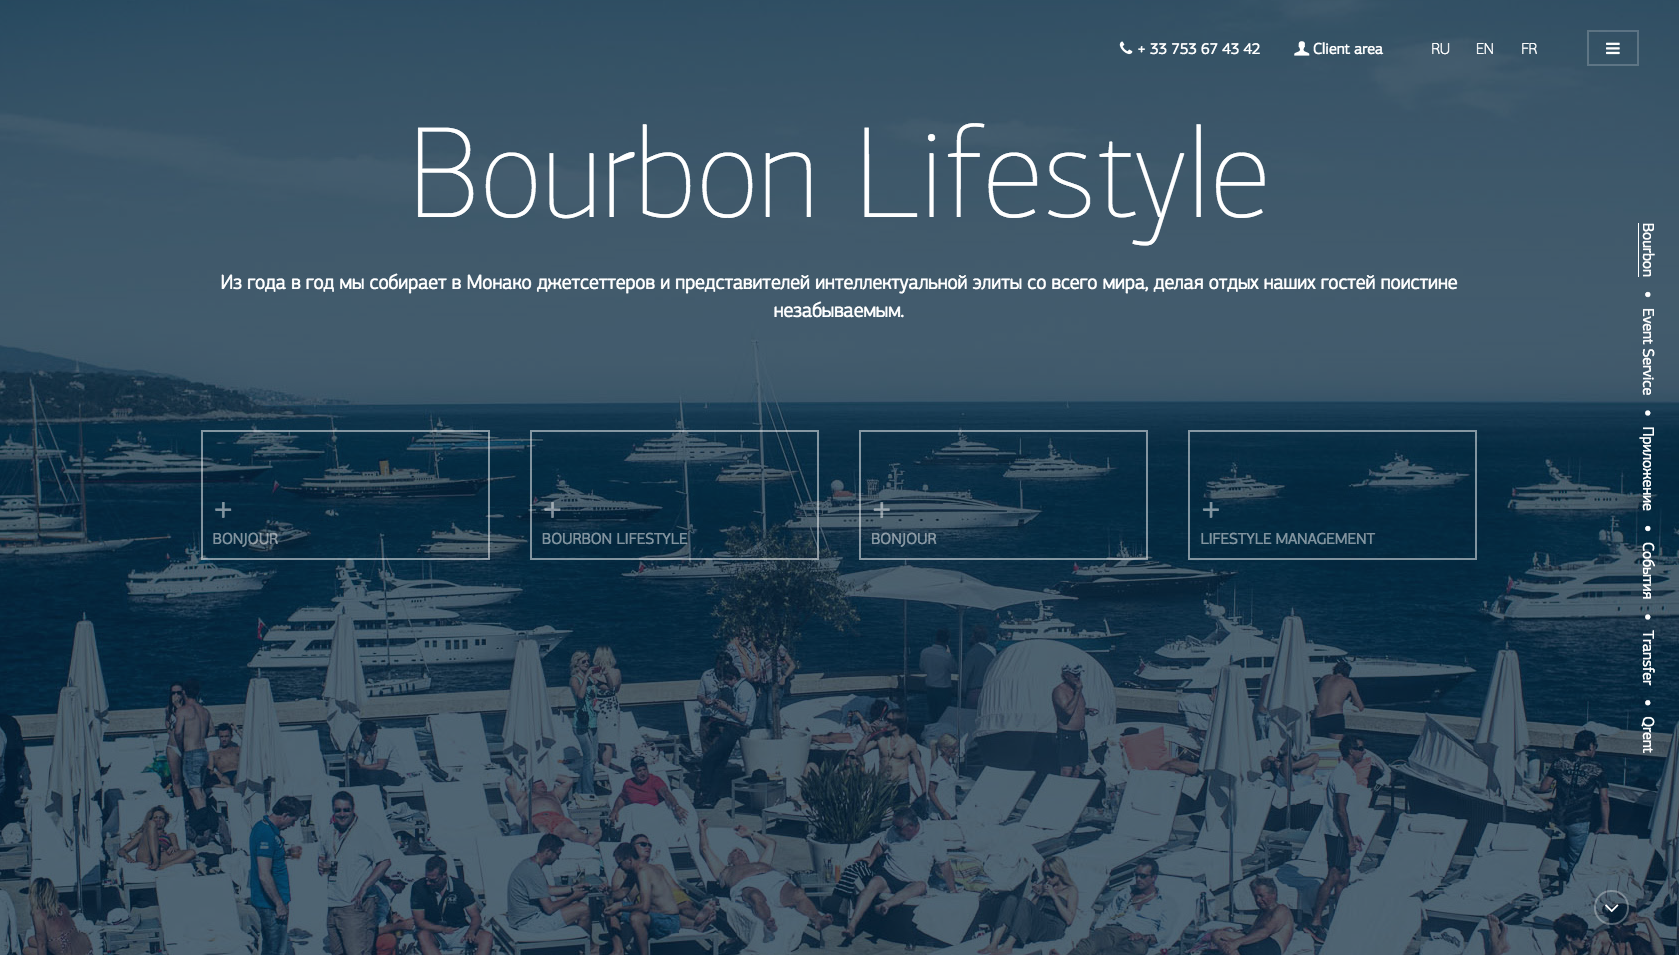 + 33 753 67 43 42 Client area RU EN FR
Bourbon Lifestyle
Из года в год мы собирает в Монако джетсеттеров и представителей интеллектуальной элиты со всего мира, делая отдых наших гостей поистине
незабываемым.
+ + + +
BONJOUR BOURBON LIFESTYLE BONJOUR LIFESTYLE MANAGEMENT
Bourbon • Event Service • Приложение • События • Transfer • Qrent